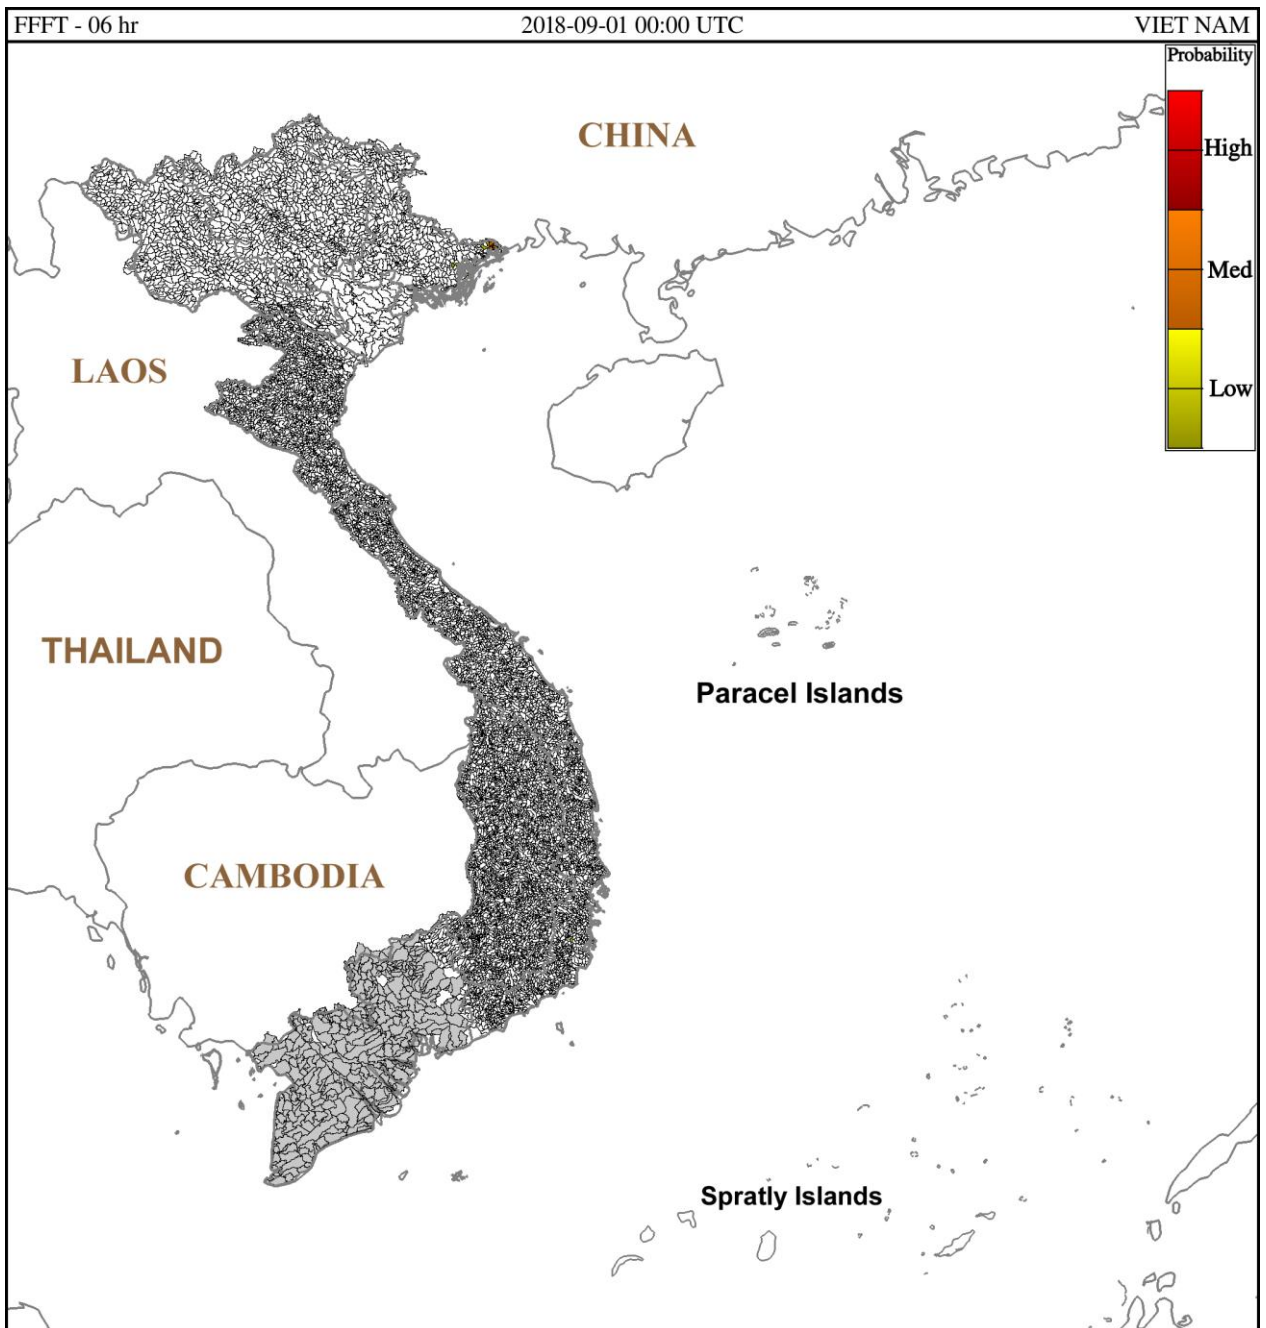 FFFT - 06 hr 2018-09-01 00:00 UTC VIET NAM
Probability
CHINA
High
Med
LAOS
Low
THAILAND
Paracel Islands
CAMBODIA
Spratly Islands